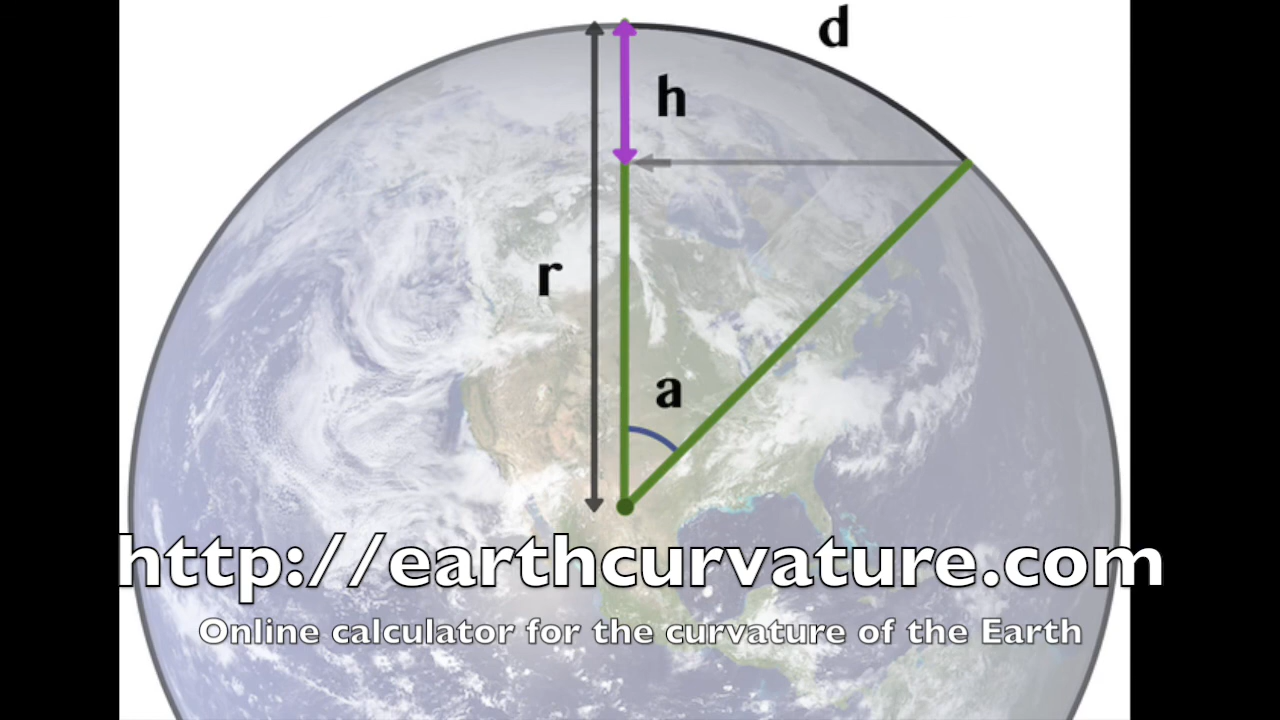 d
h
r
a
http://earthcurvature.com
Online calculator for the curvature of the Earth